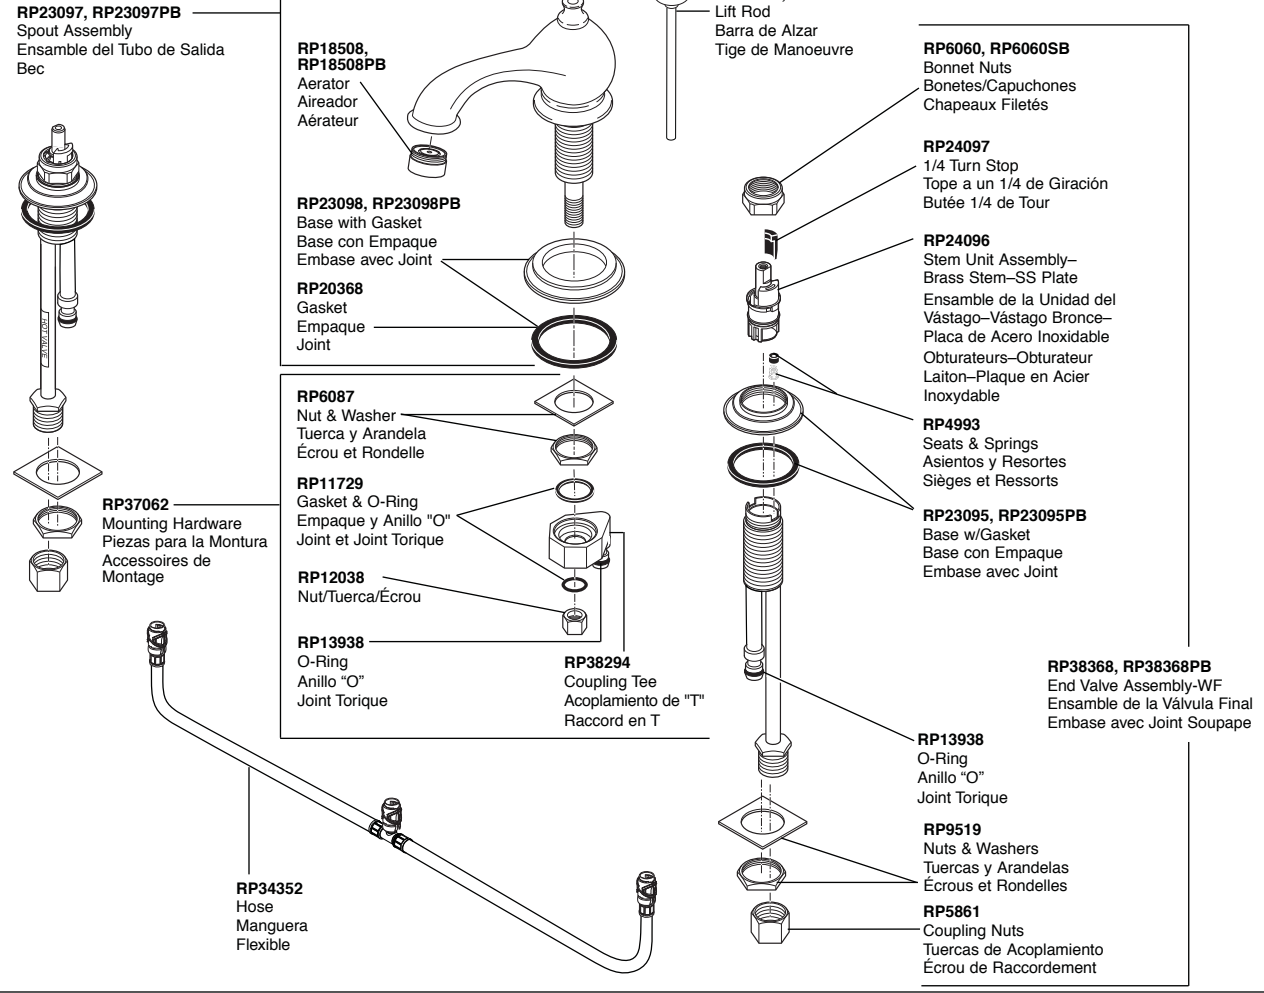 RP23097, RP23097PB
Spout Assembly
Ensamble del Tubo de Salida
Bec
RP18508,
RP18508PB
Aerator
Aireador
Aérateur
Lift Rod
Barra de Alzar
Tige de Manoeuvre
RP6060, RP6060SB
Bonnet Nuts
Bonetes/Capuchones
Chapeaux Filetés
RP24097
1/4 Turn Stop
Tope a un 1/4 de Giración
Butée 1/4 de Tour
RP23098, RP23098PB
Base with Gasket
Base con Empaque
Embase avec Joint
RP20368
Gasket
Empaque
Joint
RP24096
Stem Unit Assembly–
Brass Stem–SS Plate
Ensamble de la Unidad del
Vástago–Vástago Bronce–
Placa de Acero Inoxidable
Obturateurs–Obturateur
Laiton–Plaque en Acier
Inoxydable
HOT VALVE
RP6087
Nut & Washer
Tuerca y Arandela
Écrou et Rondelle
RP4993
Seats & Springs
Asientos y Resortes
Sièges et Ressorts
RP11729
Gasket & O-Ring
Empaque y Anillo "O"
Joint et Joint Torique
RP37062
Mounting Hardware
Piezas para la Montura
Accessoires de
Montage
RP23095, RP23095PB
Base w/Gasket
Base con Empaque
Embase avec Joint
RP12038
Nut/Tuerca/Écrou
RP13938
O-Ring
Anillo “O”
Joint Torique
RP38294
Coupling Tee
Acoplamiento de "T"
Raccord en T
RP38368, RP38368PB
End Valve Assembly-WF
Ensamble de la Válvula Final
Embase avec Joint Soupape
RP13938
O-Ring
Anillo “O”
Joint Torique
RP9519
Nuts & Washers
Tuercas y Arandelas
Écrous et Rondelles
RP34352
Hose
Manguera
Flexible
RP5861
Coupling Nuts
Tuercas de Acoplamiento
Écrou de Raccordement